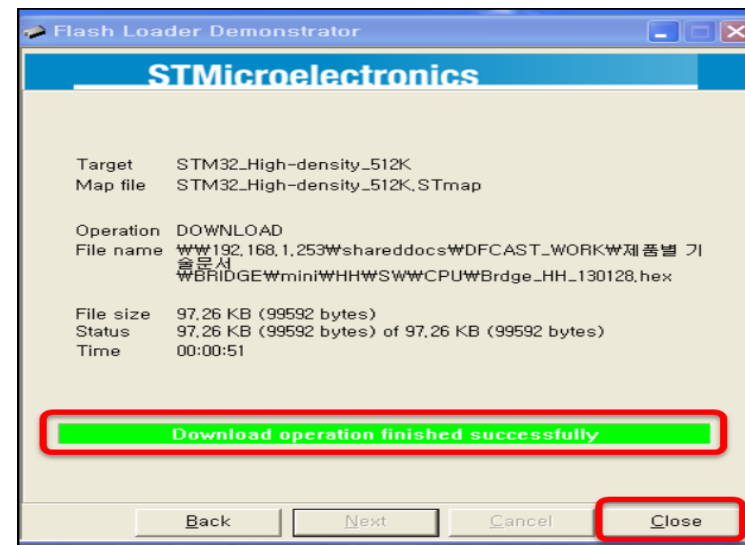 Flash Loader Demonstrator
STMicroelectronics
Target STM32_High-density_512K
Map file STM32_High-density_512K.STmap
Operation DOWNLOAD
File name ₩₩192.168.1.253₩shareddocs₩DFCAST_WORK₩제품별 기
술문서
₩BRIDGE₩mini₩HH₩SW₩CPU₩Brdge_HH_130128.hex
File size 97.26 KB (99592 bytes)
Status 97.26 KB (99592 bytes) of 97.26 KB (99592 bytes)
Time 00:00:51
Download operation finished successfully
Back Next Cancel Close